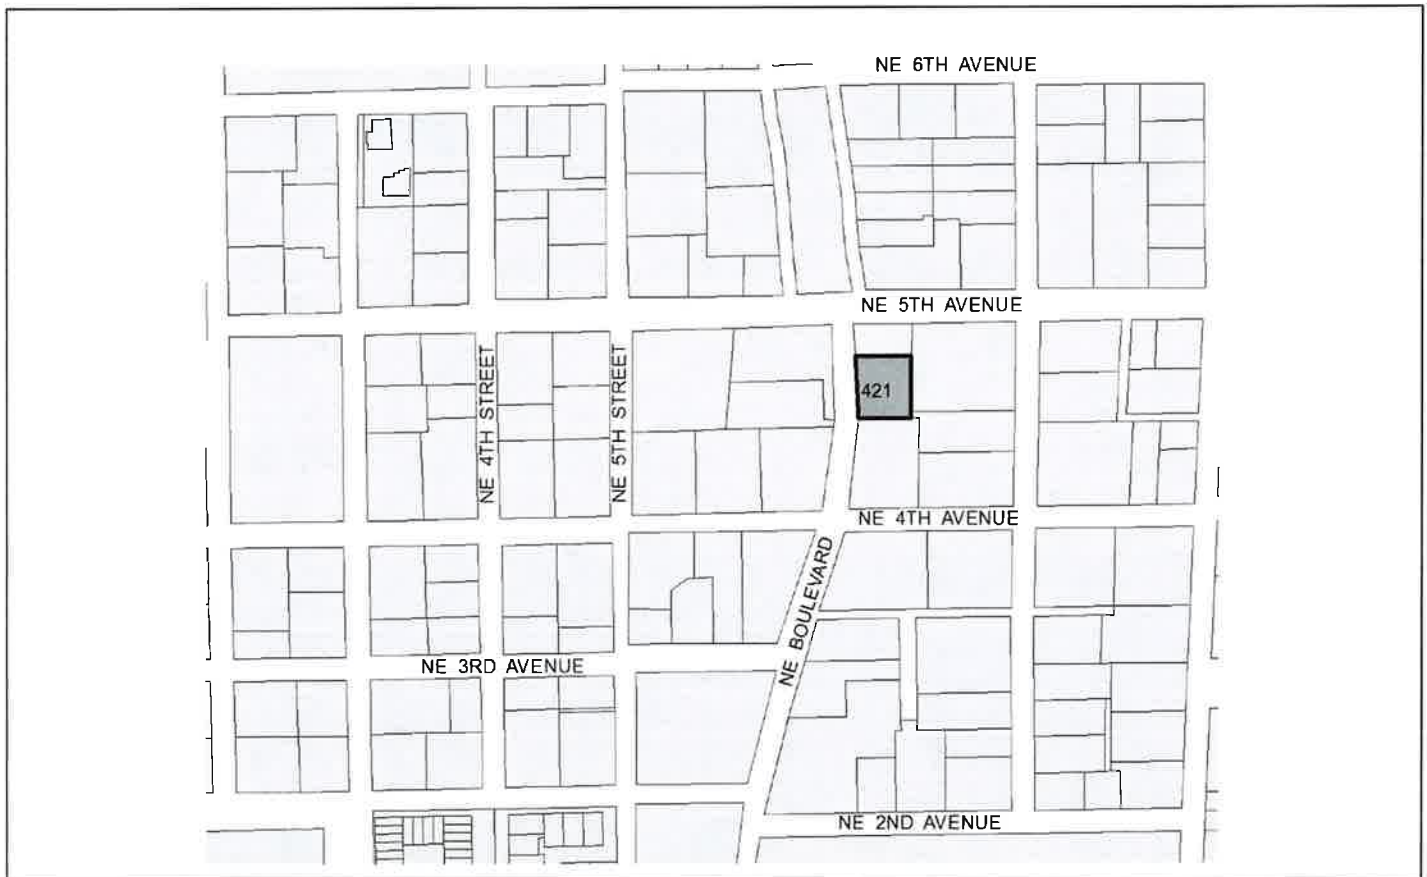 NE 6TH AVENUE
NE 5TH AVENUE
NE 4TH STREET
NE 5TH STREET
421
NE 4TH AVENUE
NE BOULEVARD
NE 3RD AVENUE
NE 2ND AVENUE